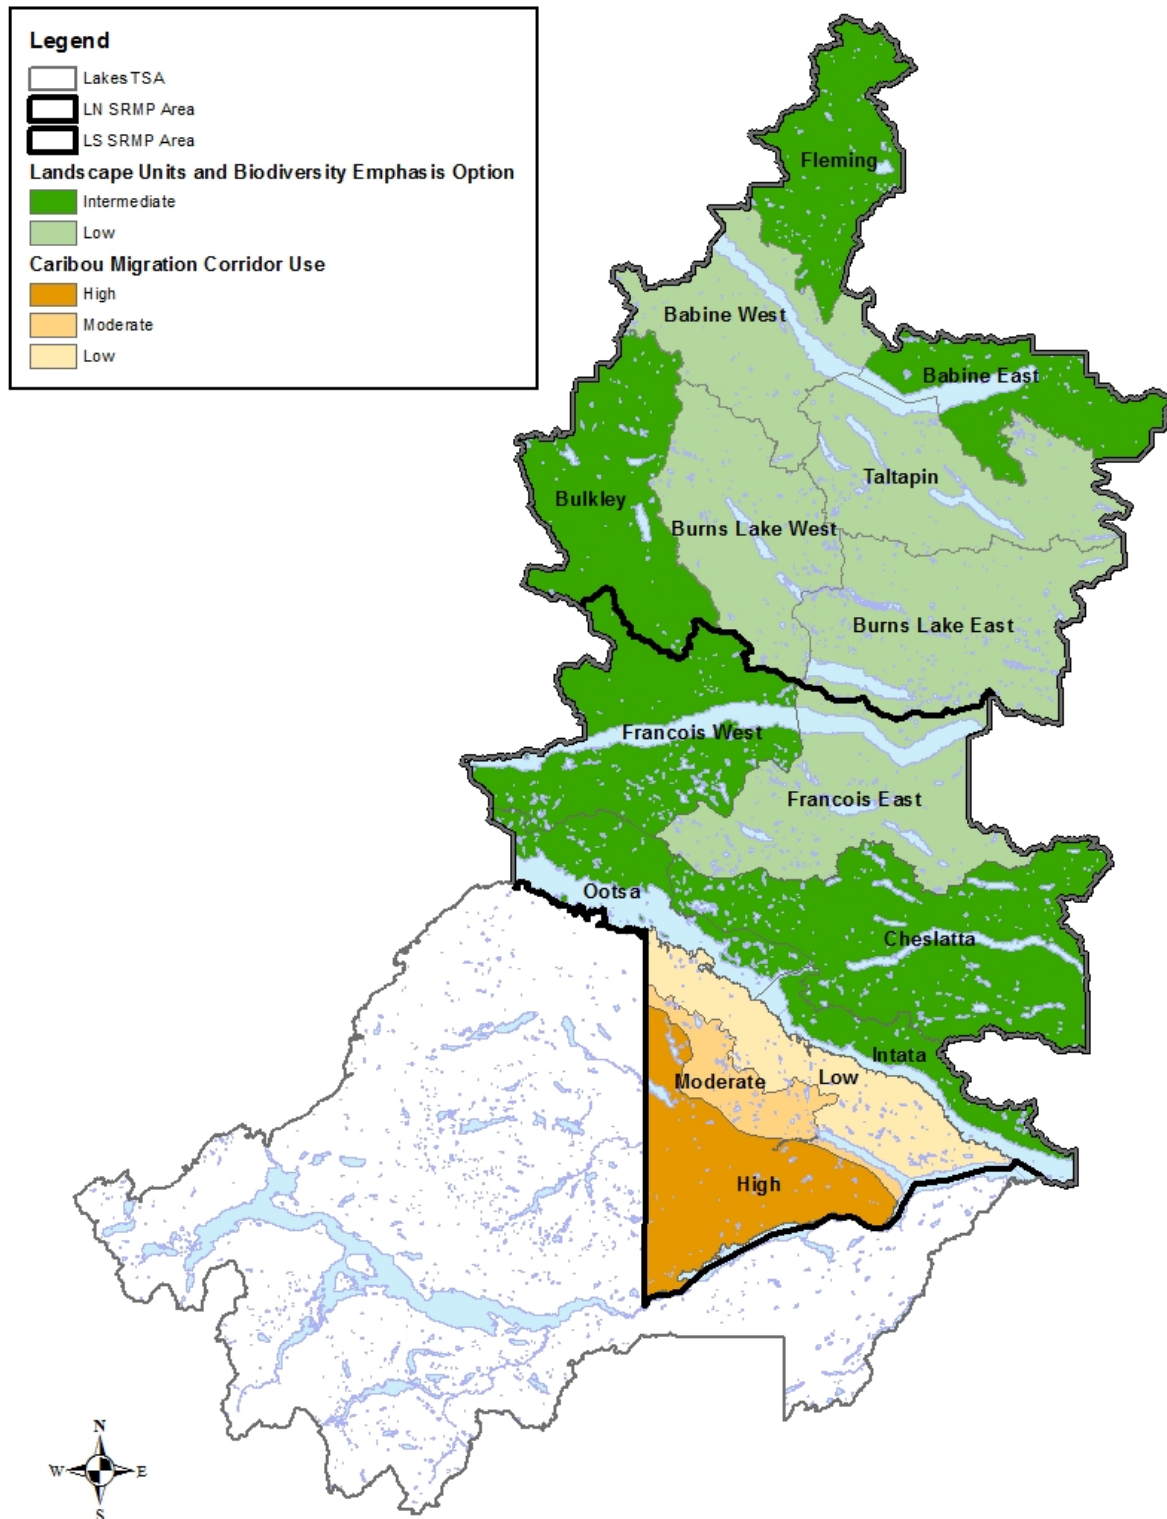 Legend
Lakes TSA
LN SRMP Area
LS SRMP Area
Landscape Units and Biodiversity Emphasis Option
Intermediate
Low
Caribou Migration Corridor Use
High
Moderate
Low
Fleming
Babine West
Babine East
Taltapin
Bulkley
Burns Lake West
Burns Lake East
Francois West
Francois East
Ootsa
Cheslatta
Intata
Moderate
Low
High
N
W E
S